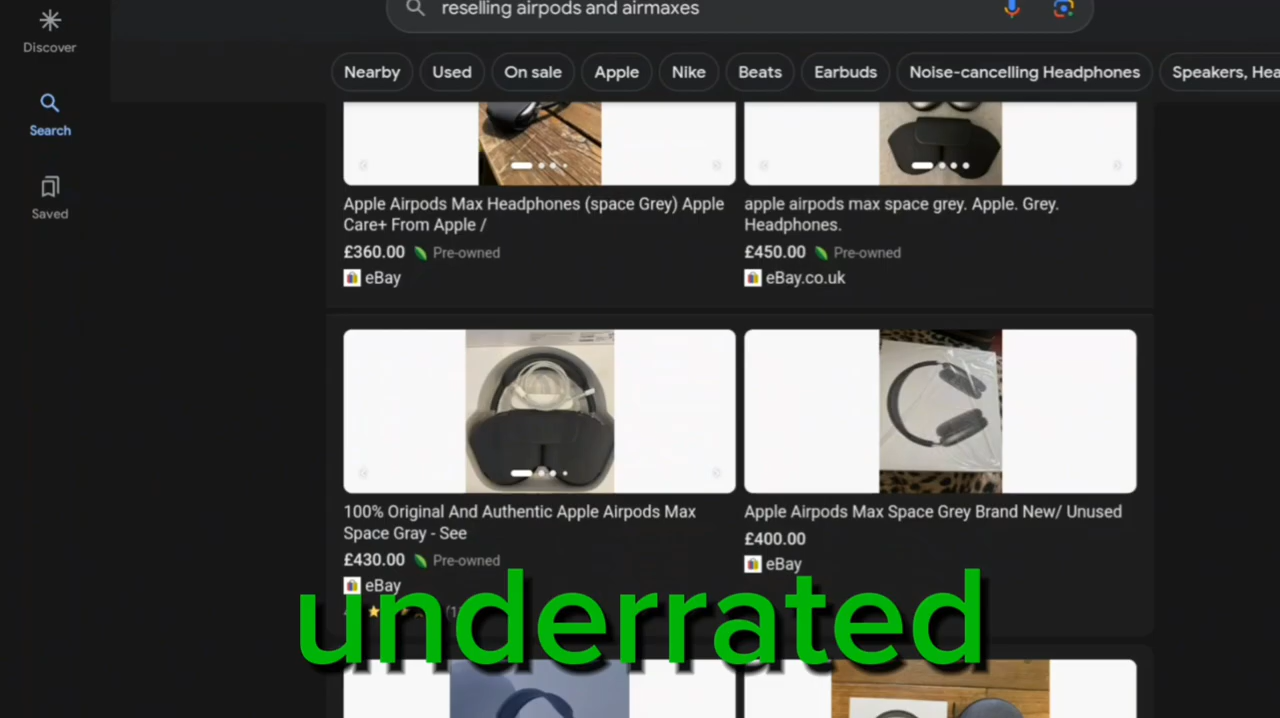 Discover
Search
Saved
reselling airpods and airmaxes
Nearby
Used
On sale
Apple
Nike
Beats
Earbuds
Noise-cancelling Headphones
Speakers, Hea
Apple Airpods Max Headphones (space Grey) Apple
Care+ From Apple /
£360.00 Pre-owned
eBay
apple airpods max space grey. Apple. Grey.
Headphones.
£450.00 Pre-owned
eBay.co.uk
100% Original And Authentic Apple Airpods Max
Space Gray - See
£430.00 Pre-owned
eBay
Apple Airpods Max Space Grey Brand New/ Unused
£400.00
eBay
underrated